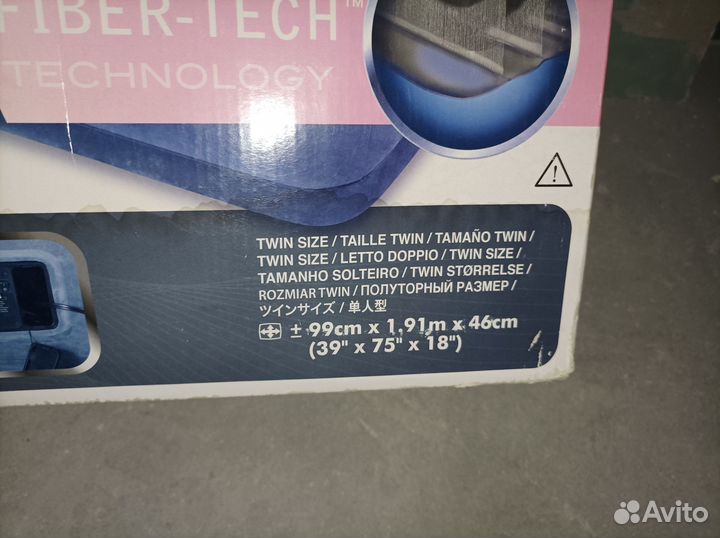 FIBER-TECH™
TECHNOLOGY
TWIN SIZE / TAILLE TWIN / TAMAÑO TWIN /
TWIN SIZE / LETTO DOPPIO / TWIN SIZE /
TAMANHO SOLTEIRO / TWIN STØRRELSE /
ROZMIAR TWIN / ПОЛУТОРНЫЙ РАЗМЕР /
ツインサイズ / 单人型
± 99cm x 1.91m x 46cm
(39" x 75" x 18")
Avito